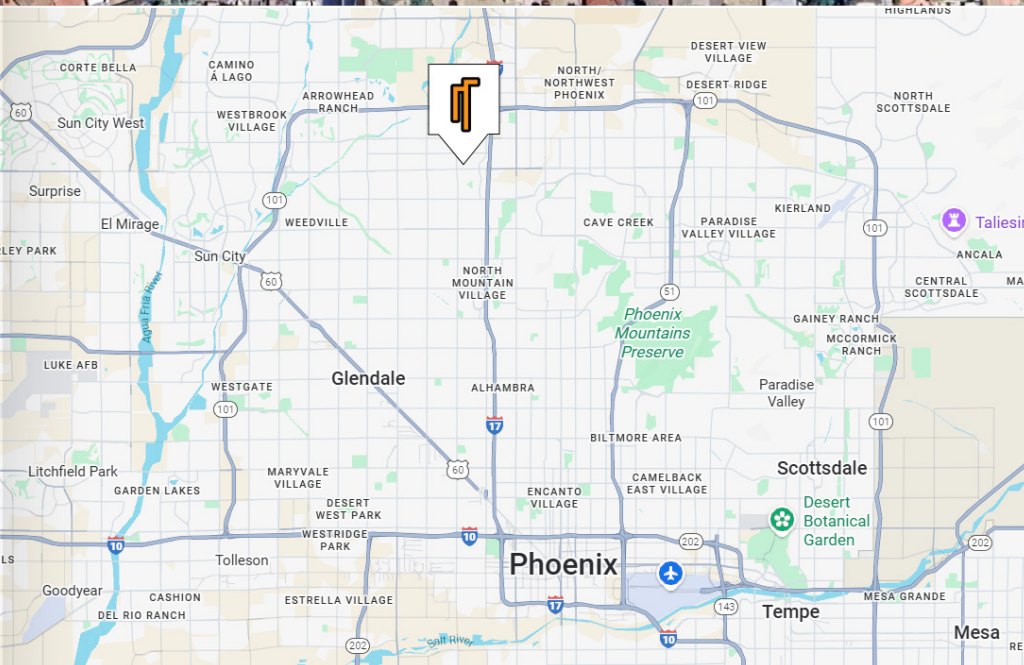 HIGHLANDS
CORTE BELLA
CAMINO
Á LAGO
DESERT VIEW
VILLAGE
NORTH/
NORTHWEST
PHOENIX
DESERT RIDGE
ARROWHEAD
RANCH
NORTH
SCOTTSDALE
101
60
Sun City West
WESTBROOK
VILLAGE
Surprise
101
El Mirage
WEEDVILLE
CAVE CREEK
KIERLAND
PARADISE
VALLEY VILLAGE
101
Taliesin
RLEY PARK
Sun City
ANCALA
60
NORTH
MOUNTAIN
VILLAGE
CENTRAL
SCOTTSDALE
MA
51
Agua Fria River
Phoenix
Mountains
Preserve
GAINEY RANCH
MCCORMICK
RANCH
LUKE AFB
WESTGATE
Glendale
ALHAMBRA
Paradise
Valley
101
17
101
BILTMORE AREA
Litchfield Park
MARYVALE
VILLAGE
60
CAMELBACK
EAST VILLAGE
Scottsdale
GARDEN LAKES
ENCANTO
VILLAGE
DESERT
WEST PARK
Desert
Botanical
Garden
WESTRIDGE
PARK
10
10
202
202
LS
Tolleson
Phoenix
Goodyear
CASHION
ESTRELLA VILLAGE
17
143
MESA GRANDE
DEL RIO RANCH
Tempe
202
Salt River
10
Mesa
RE